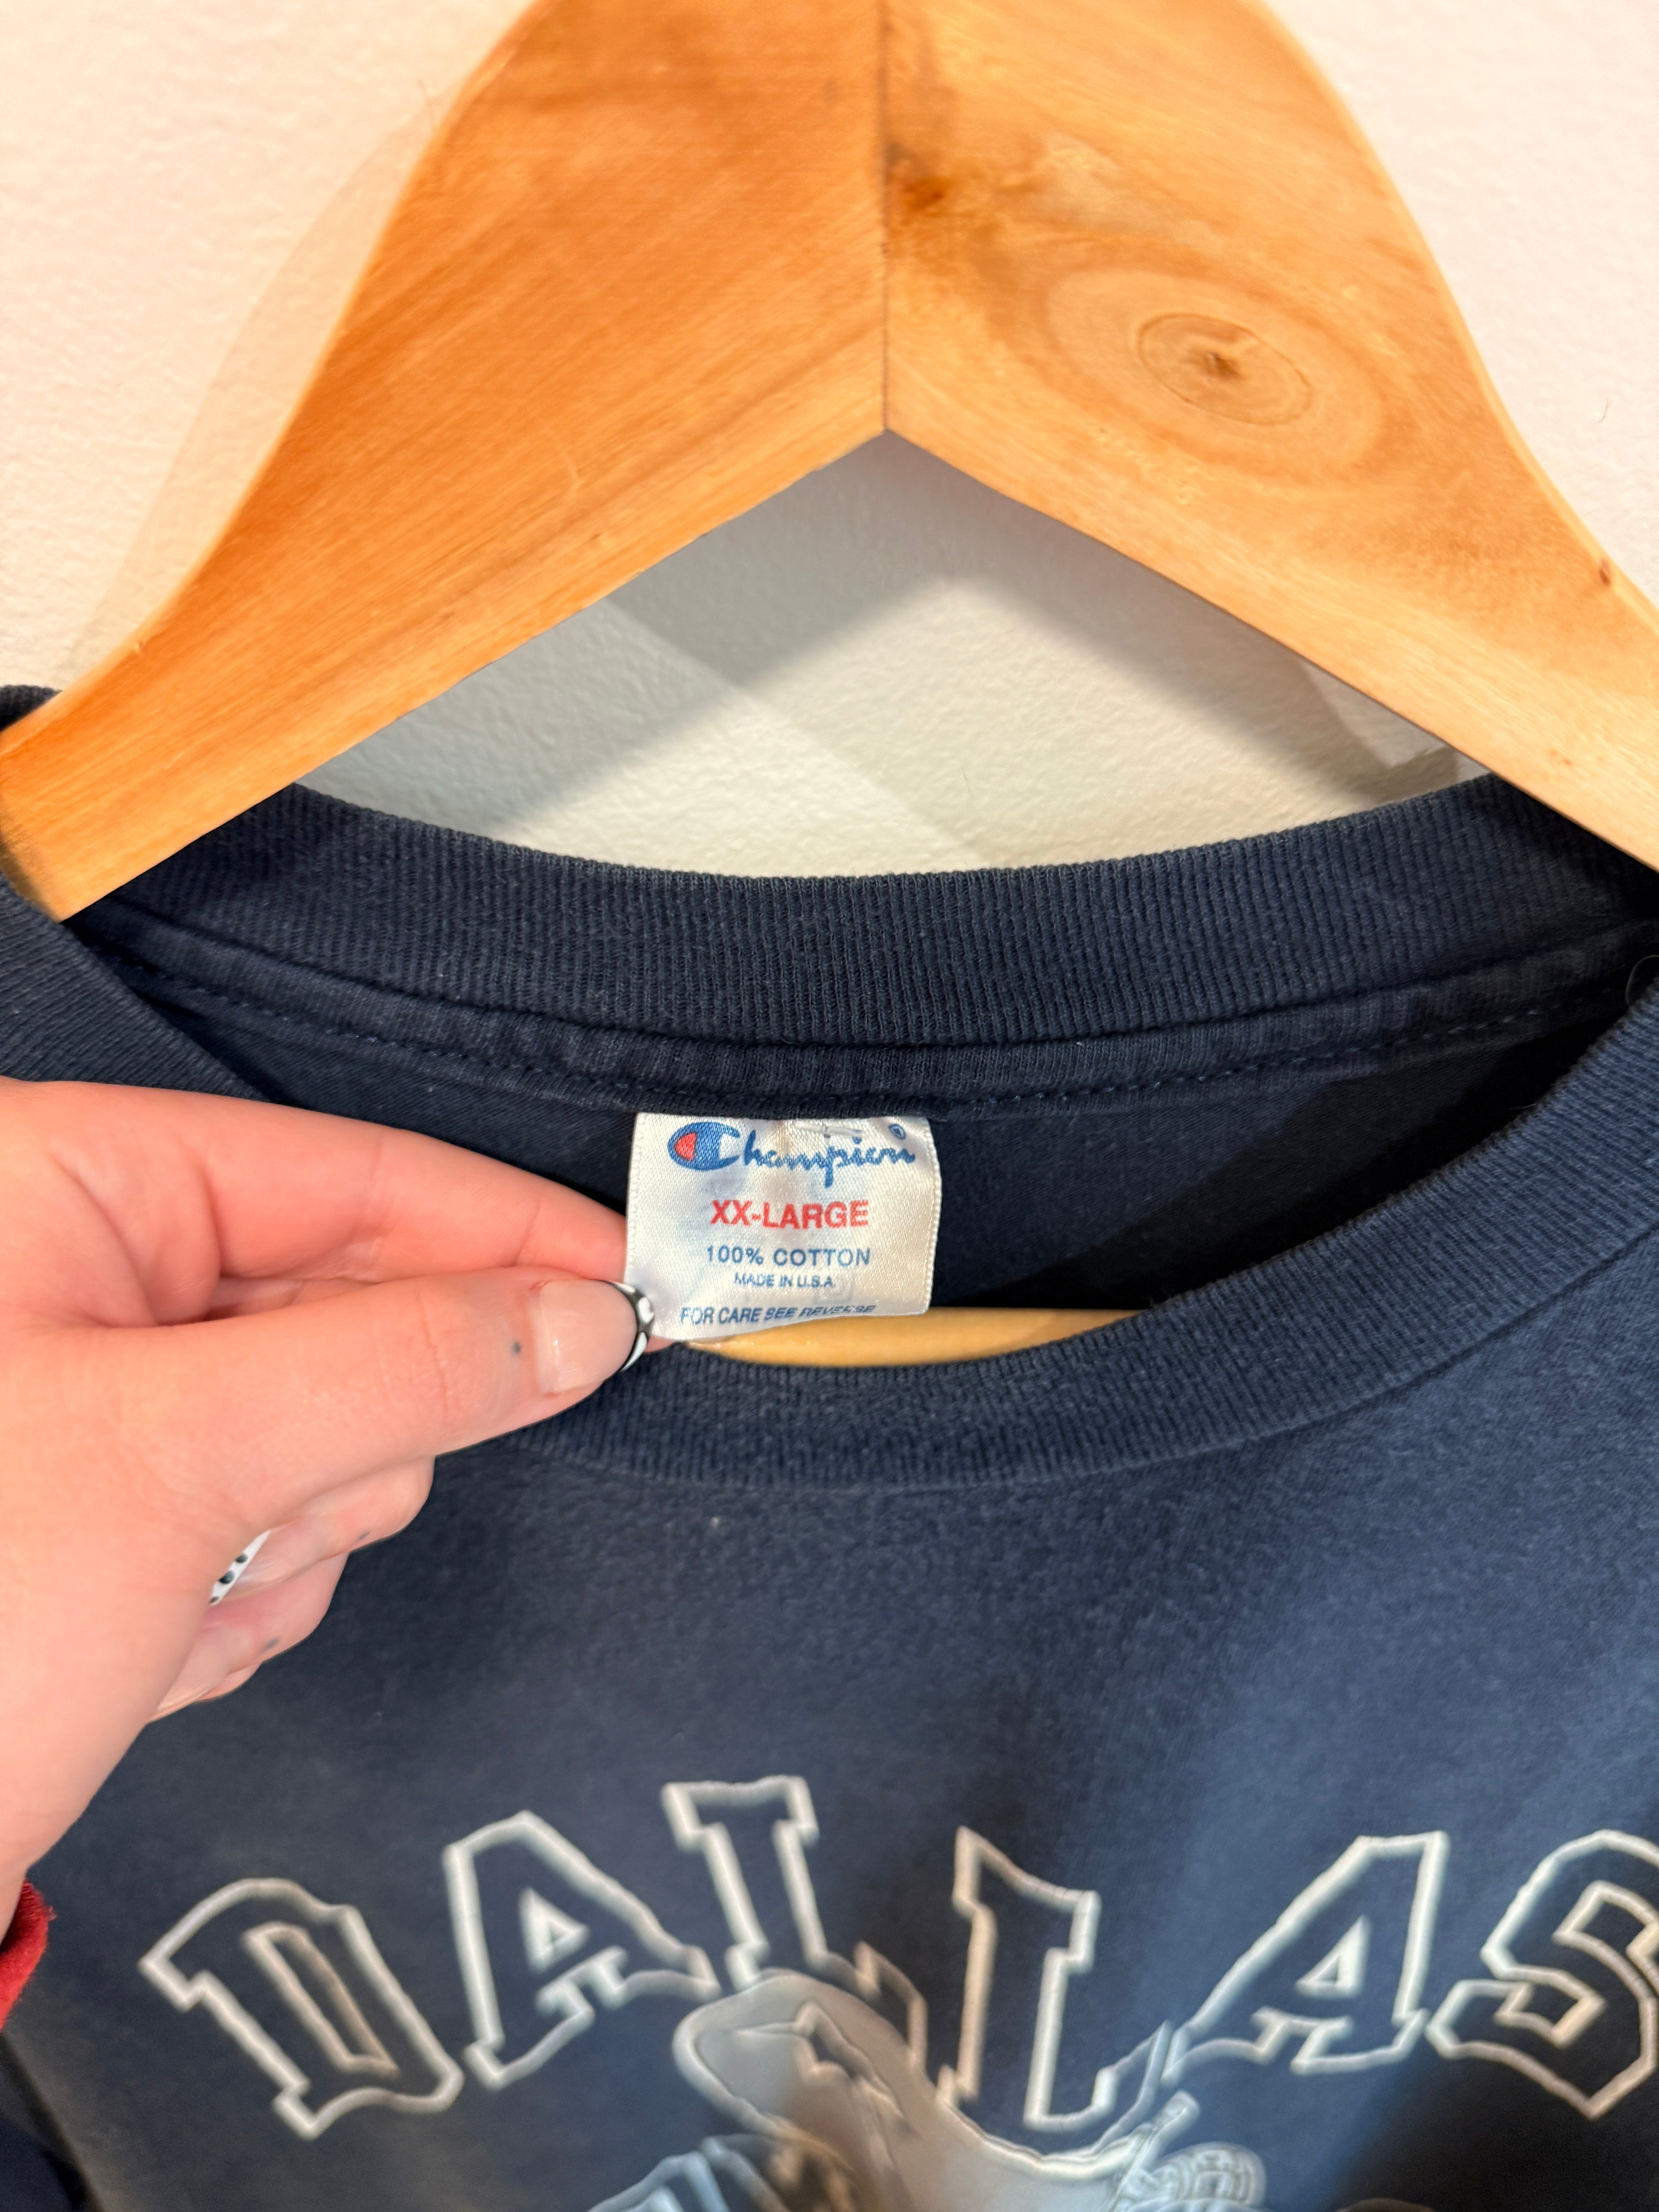 Champion®
XX-LARGE
100% COTTON
MADE IN U.S.A.
FOR CARE SEE REVERSE
DALLAS